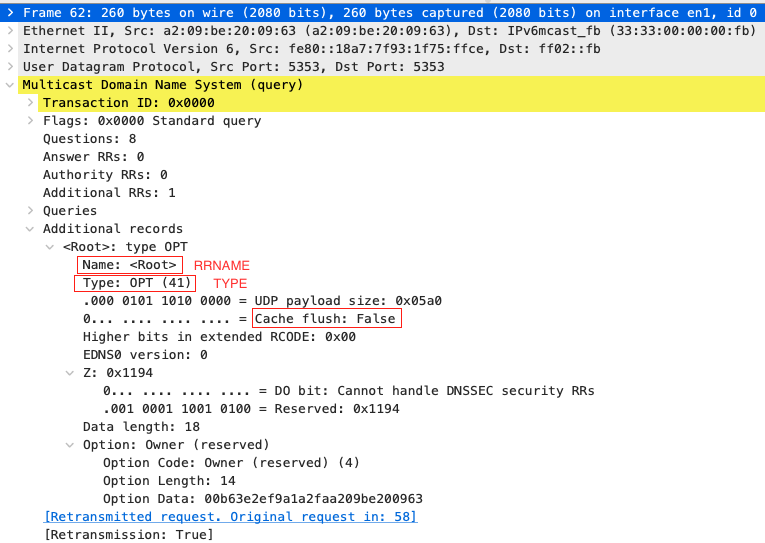 Frame 62: 260 bytes on wire (2080 bits), 260 bytes captured (2080 bits) on interface en1, id 0
Ethernet II, Src: a2:09:be:20:09:63 (a2:09:be:20:09:63), Dst: IPv6mcast_fb (33:33:00:00:00:fb)
Internet Protocol Version 6, Src: fe80::18a7:7f93:1f75:ffce, Dst: ff02::fb
User Datagram Protocol, Src Port: 5353, Dst Port: 5353
Multicast Domain Name System (query)
Transaction ID: 0x0000
Flags: 0x0000 Standard query
Questions: 8
Answer RRs: 0
Authority RRs: 0
Additional RRs: 1
Queries
Additional records
<Root>: type OPT
Name: <Root> RRNAME
Type: OPT (41) TYPE
.000 0101 1010 0000 = UDP payload size: 0x05a0
0... .... .... .... = Cache flush: False
Higher bits in extended RCODE: 0x00
EDNS0 version: 0
Z: 0x1194
0... .... .... .... = DO bit: Cannot handle DNSSEC security RRs
.001 0001 1001 0100 = Reserved: 0x1194
Data length: 18
Option: Owner (reserved)
Option Code: Owner (reserved) (4)
Option Length: 14
Option Data: 00b63e2ef9a1a2faa209be200963
[Retransmitted request. Original request in: 58]
[Retransmission: True]